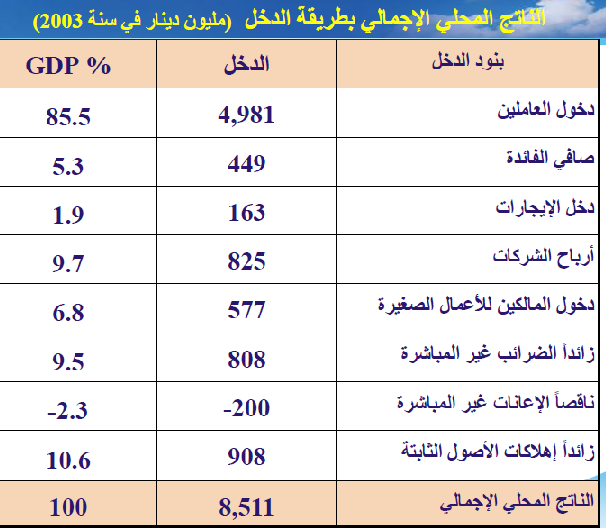 الناتج المحلي الإجمالي بطريقة الدخل (مليون دينار في سنة 2003)
بنود الدخل الدخل GDP %
دخول العاملين 4,981 85.5
صافي الفائدة 449 5.3
دخل الإيجارات 163 1.9
أرباح الشركات 825 9.7
دخول المالكين للأعمال الصغيرة 577 6.8
زائداً الضرائب غير المباشرة 808 9.5
ناقصاً الإعانات غير المباشرة -200 -2.3
زائداً إهلاكات الأصول الثابتة 908 10.6
الناتج المحلي الإجمالي 8,511 100